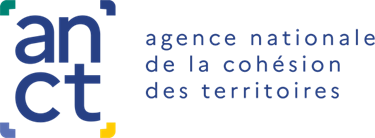 an
ct
agence nationale
de la cohésion
des territoires